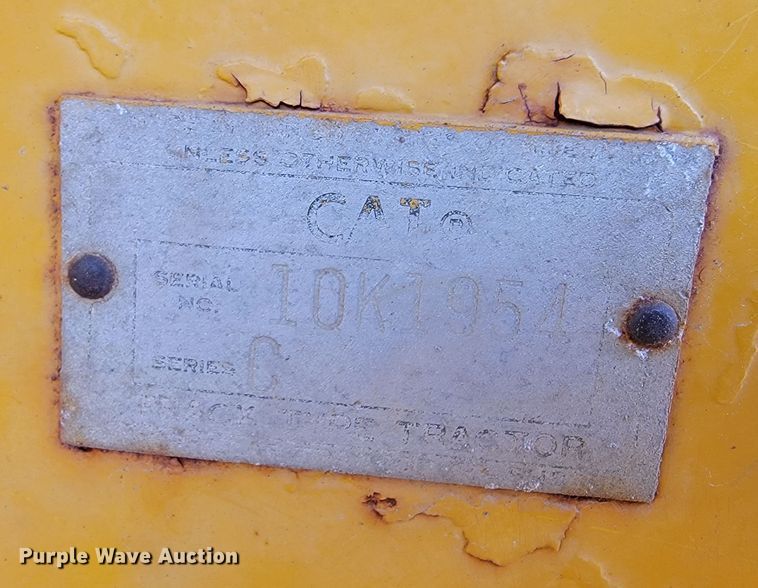 UNLESS OTHERWISE INDICATED
CAT®
SERIAL NO. 10K1954
SERIES C
TRACK TYPE TRACTOR
Purple Wave Auction